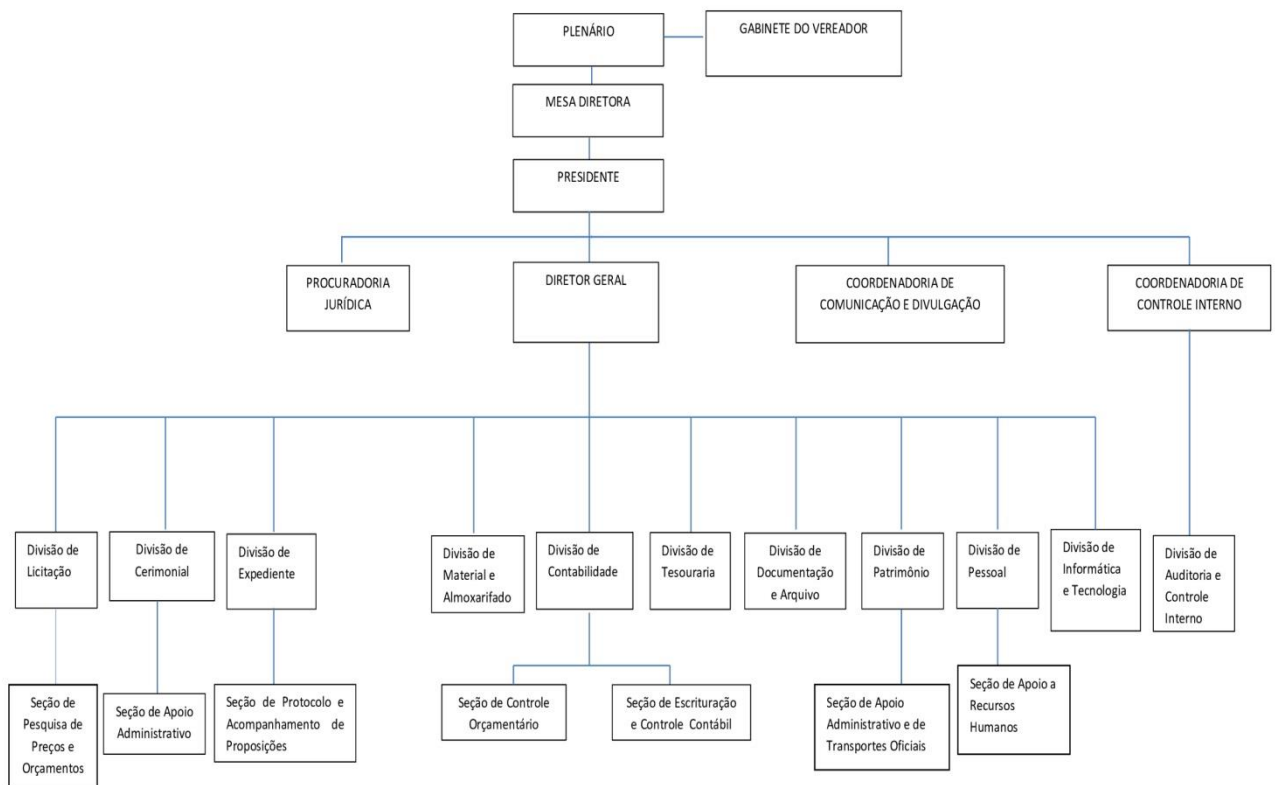 PLENÁRIO
GABINETE DO VEREADOR
MESA DIRETORA
PRESIDENTE
PROCURADORIA
JURÍDICA
DIRETOR GERAL
COORDENADORIA DE
COMUNICAÇÃO E DIVULGAÇÃO
COORDENADORIA DE
CONTROLE INTERNO
Divisão de
Licitação
Divisão de
Cerimonial
Divisão de
Expediente
Divisão de
Material e
Almoxarifado
Divisão de
Contabilidade
Divisão de
Tesouraria
Divisão de
Documentação
e Arquivo
Divisão de
Patrimônio
Divisão de
Pessoal
Divisão de
Informática
e Tecnologia
Divisão de
Auditoria e
Controle
Interno
Seção de
Pesquisa de
Preços e
Orçamentos
Seção de Apoio
Administrativo
Seção de Protocolo e
Acompanhamento de
Proposições
Seção de Controle
Orçamentário
Seção de Escrituração
e Controle Contábil
Seção de Apoio
Administrativo e de
Transportes Oficiais
Seção de Apoio a
Recursos
Humanos